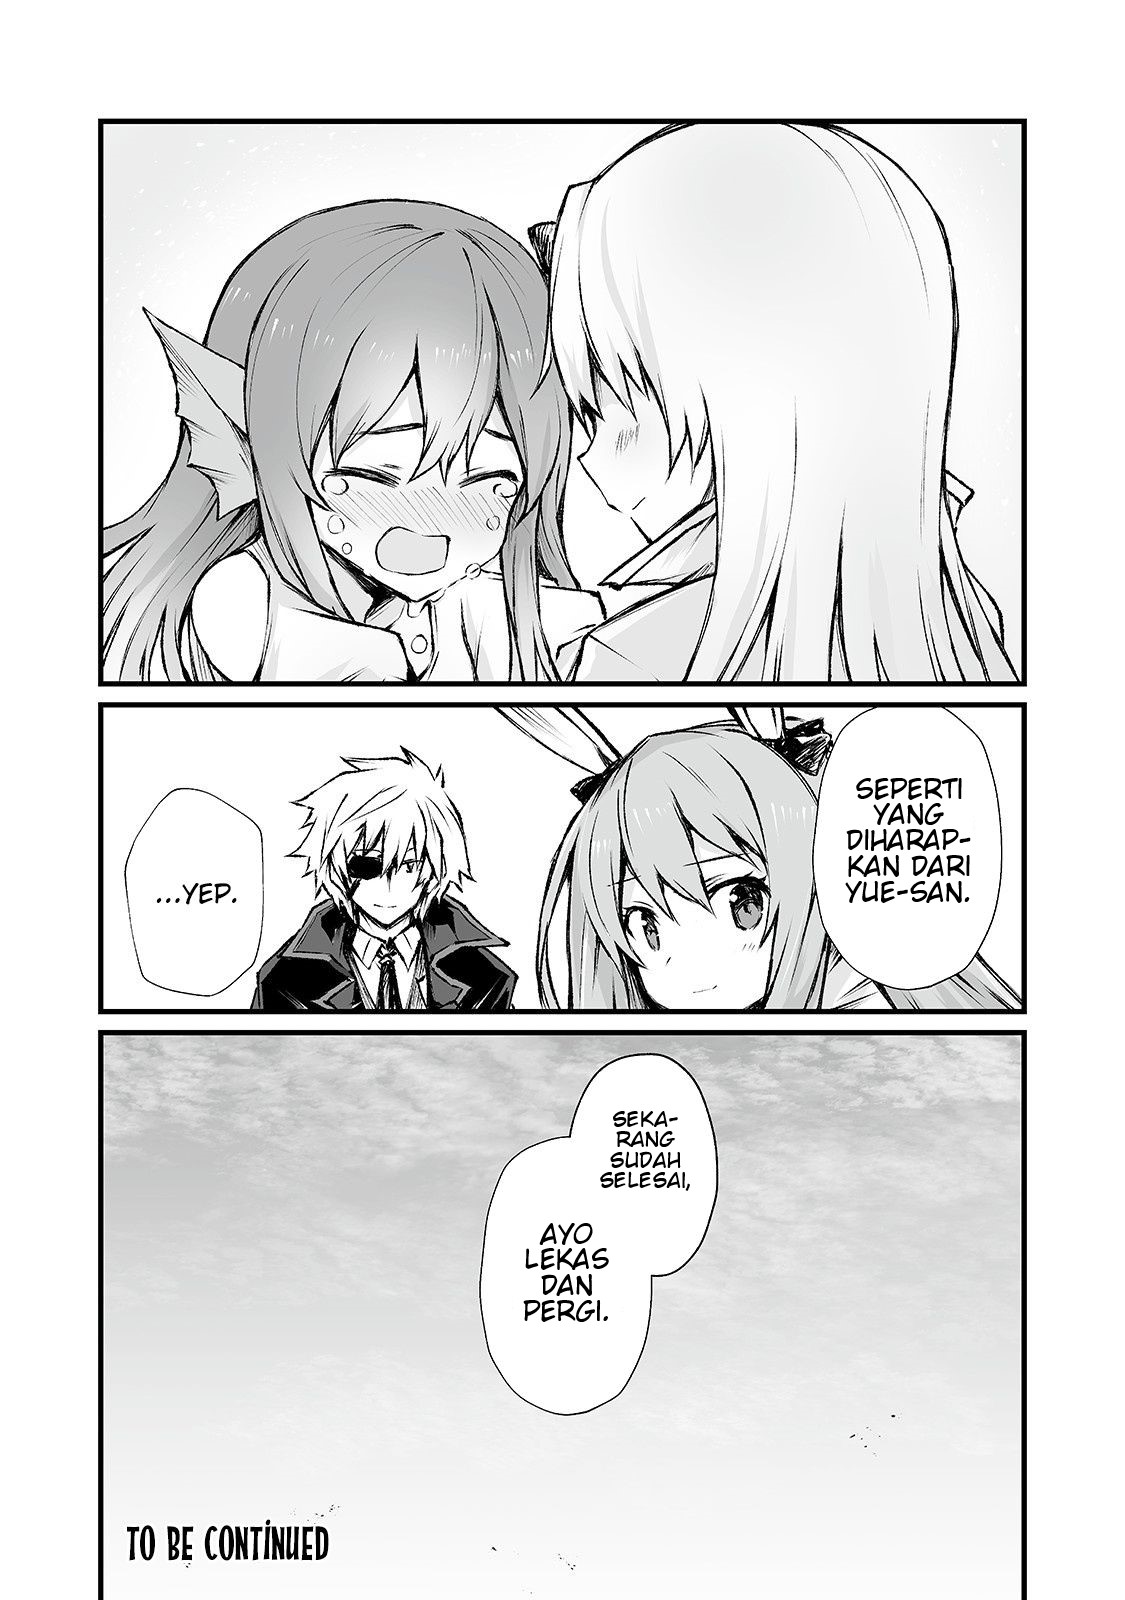 SEPERTI
YANG
DIHARAP-
KAN DARI
YUE-SAN.
...YEP.
SEKA-
RANG
SUDAH
SELESAI,
AYO
LEKAS
DAN
PERGI.
TO BE CONTINUED